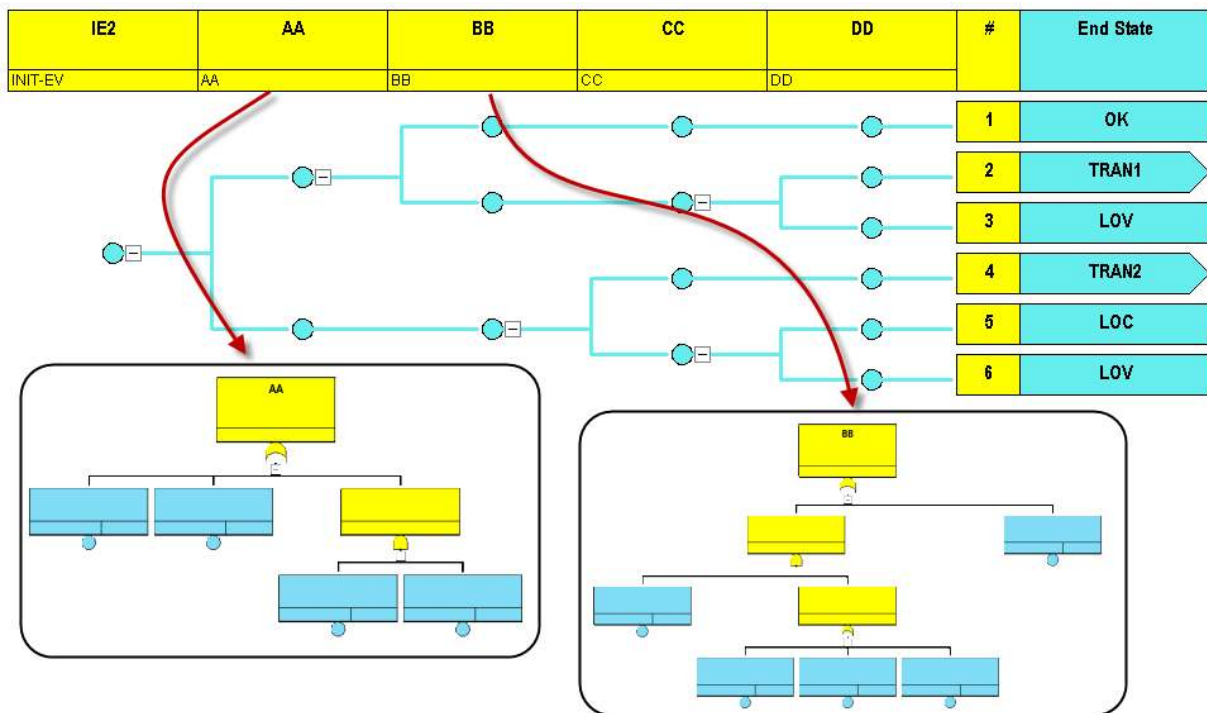 IE2 AA BB CC DD # End State
INIT-EV AA BB CC DD
1 OK
2 TRAN1
3 LOV
4 TRAN2
5 LOC
6 LOV
AA
BB